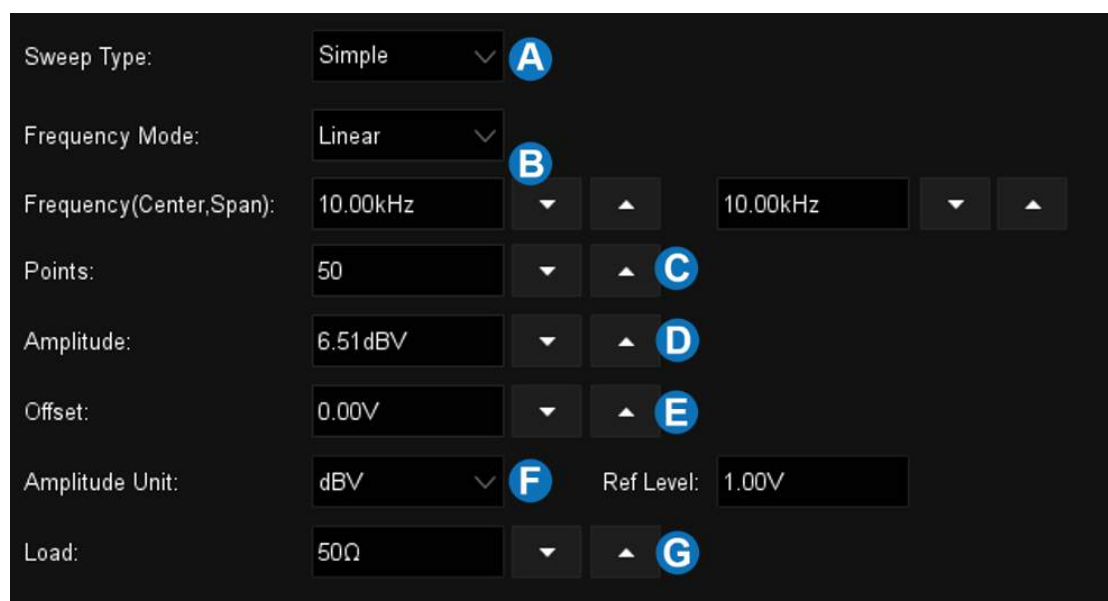 Sweep Type: Simple A
Frequency Mode: Linear
B
Frequency(Center,Span): 10.00kHz 10.00kHz
Points: 50 C
Amplitude: 6.51dBV D
Offset: 0.00V E
Amplitude Unit: dBV F Ref Level: 1.00V
Load: 50Ω G